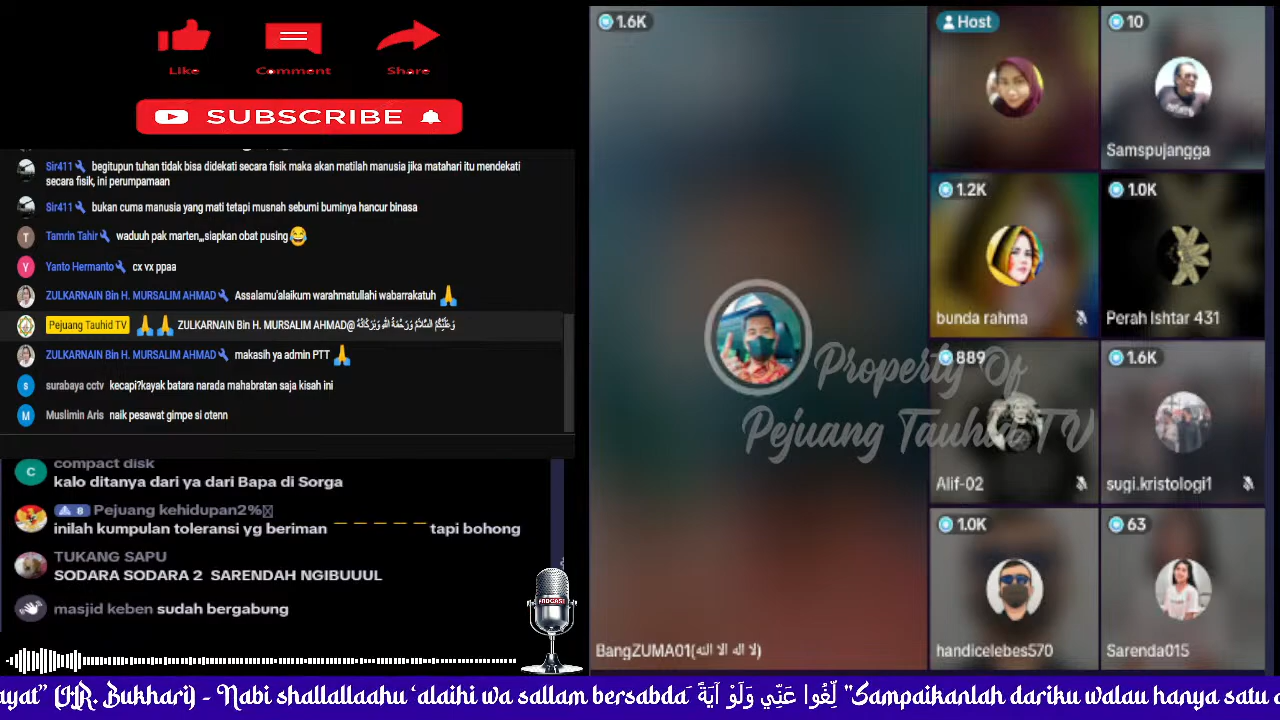 Like
Comment
Share
SUBSCRIBE
Sir411 begitupun tuhan tidak bisa didekati secara fisik maka akan matilah manusia jika matahari itu mendekati
secara fisik, ini perumpamaan
Sir411 bukan cuma manusia yang mati tetapi musnah sebumi buminya hancur binasa
T Tamrin Tahir waduuh pak marten,,,siapkan obat pusing😂
Y Yanto Hermanto cx vx ppaa
ZULKARNAIN Bin H. MURSALIM AHMAD Assalamu'alaikum warahmatullahi wabarrakatuh 🙏
Pejuang Tauhid TV 🙏🙏 ZULKARNAIN Bin H. MURSALIM AHMAD@ وَعَلَيْكُمُ السَّلَامُ وَرَحْمَةُ اللهِ وَبَرَكَاتُهُ
ZULKARNAIN Bin H. MURSALIM AHMAD makasih ya admin PTT 🙏
s surabaya cctv kecapi?kayak batara narada mahabratan saja kisah ini
M Muslimin Aris naik pesawat gimpe si otenn
C compact disk
kalo ditanya dari ya dari Bapa di Sorga
8 Pejuang kehidupan2%
inilah kumpulan toleransi yg beriman _ _ _ _ _ tapi bohong
TUKANG SAPU
SODARA SODARA 2 SARENDAH NGIBUUUL
masjid keben sudah bergabung
PODCAST
1.6K
BangZUMA01(لا اله الا الله)
Host
10
Samspujangga
1.2K
bunda rahma
1.0K
Perah Ishtar 431
889
Alif-02
1.6K
sugi.kristologi1
1.0K
handicelebes570
63
Sarenda015
Property Of
Pejuang Tauhid TV
ayat" (HR. Bukhari) - Nabi shallallaahu 'alaihi wa sallam bersabda َ لِّغُوا عَنِّي وَلَوْ آيَةً "Sampaikanlah dariku walau hanya satu